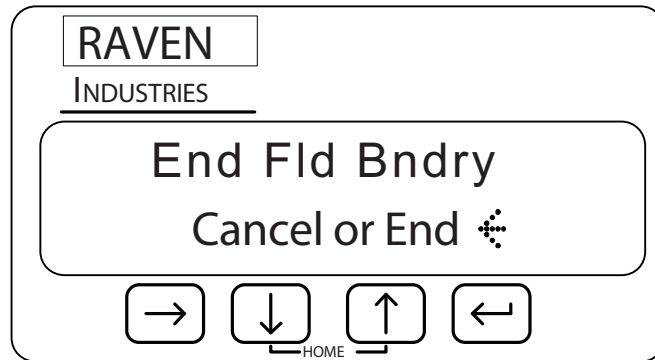 RAVEN
INDUSTRIES
End Fld Bndry
Cancel or End
HOME